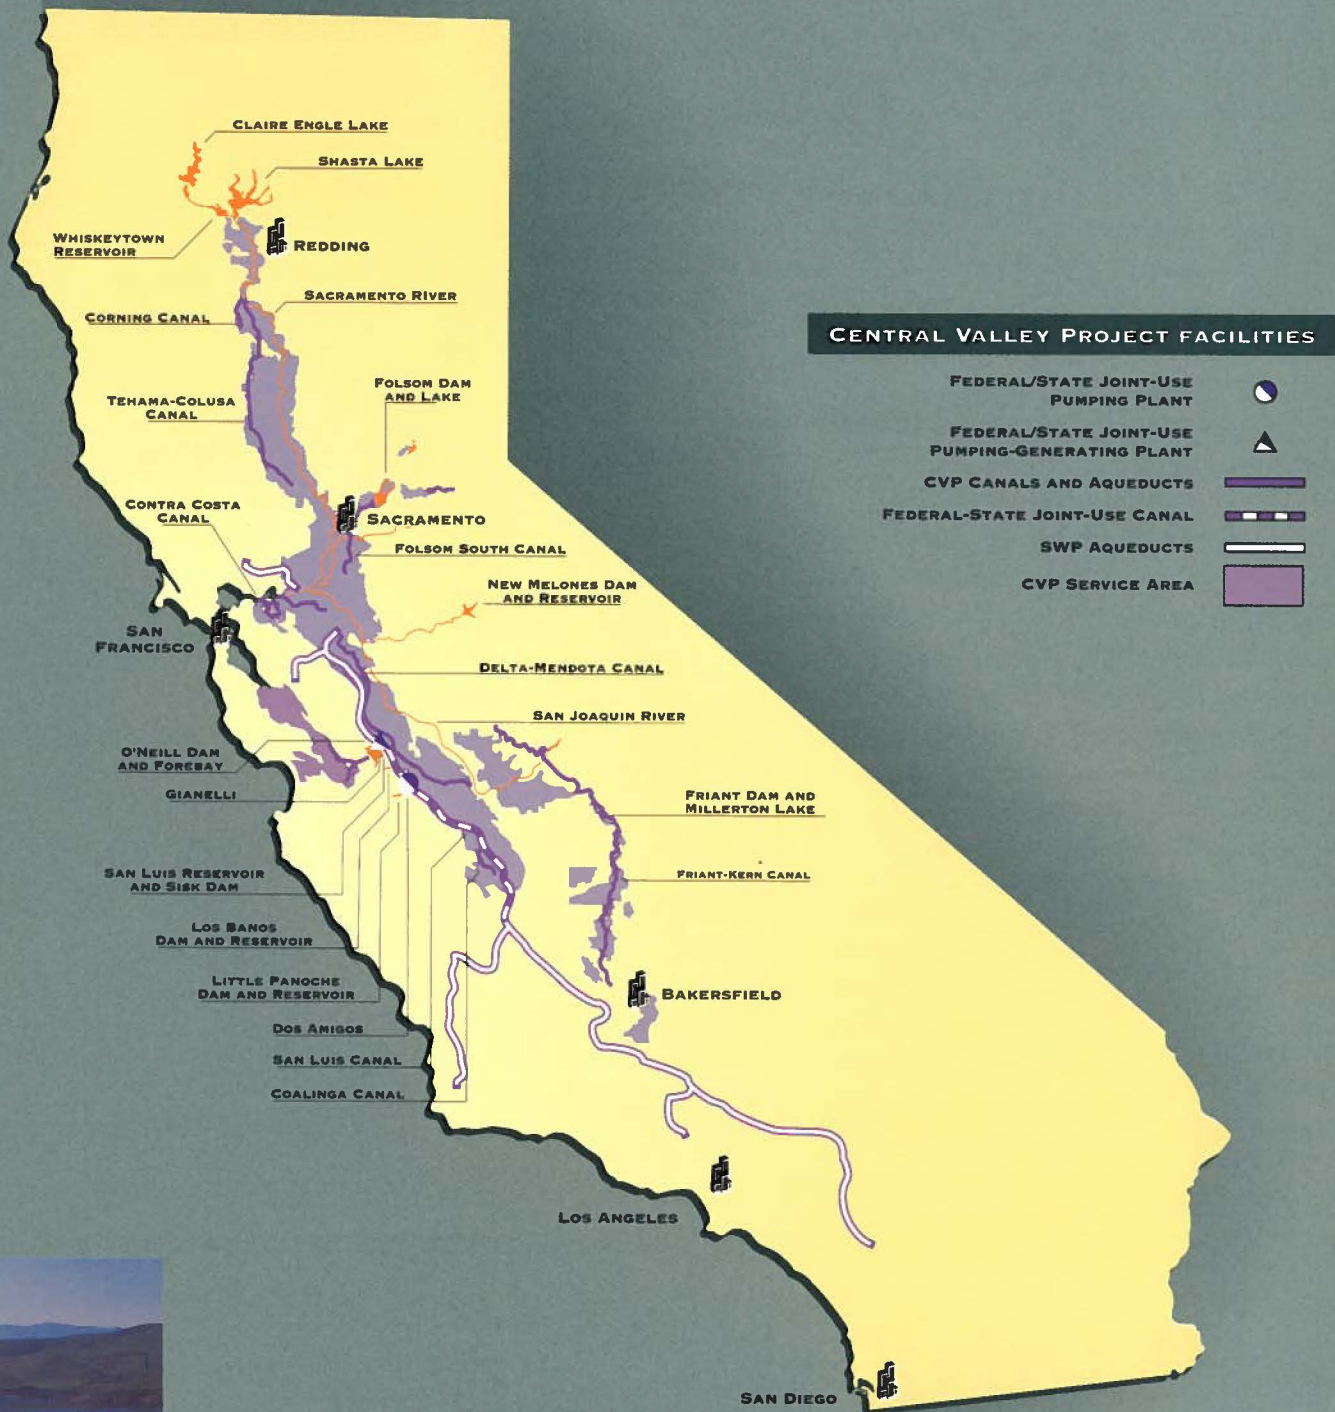 CLAIRE ENGLE LAKE
SHASTA LAKE
WHISKEYTOWN
RESERVOIR
REDDING
SACRAMENTO RIVER
CORNING CANAL
FOLSOM DAM
AND LAKE
TEHAMA-COLUSA
CANAL
CONTRA COSTA
CANAL
SACRAMENTO
FOLSOM SOUTH CANAL
NEW MELONES DAM
AND RESERVOIR
SAN
FRANCISCO
DELTA-MENDOTA CANAL
SAN JOAQUIN RIVER
O'NEILL DAM
AND FOREBAY
GIANELLI
FRIANT DAM AND
MILLERTON LAKE
SAN LUIS RESERVOIR
AND SISK DAM
FRIANT-KERN CANAL
LOS BANOS
DAM AND RESERVOIR
LITTLE PANOCHE
DAM AND RESERVOIR
BAKERSFIELD
DOS AMIGOS
SAN LUIS CANAL
COALINGA CANAL
LOS ANGELES
SAN DIEGO
CENTRAL VALLEY PROJECT FACILITIES
FEDERAL/STATE JOINT-USE
PUMPING PLANT
FEDERAL/STATE JOINT-USE
PUMPING-GENERATING PLANT
CVP CANALS AND AQUEDUCTS
FEDERAL-STATE JOINT-USE CANAL
SWP AQUEDUCTS
CVP SERVICE AREA